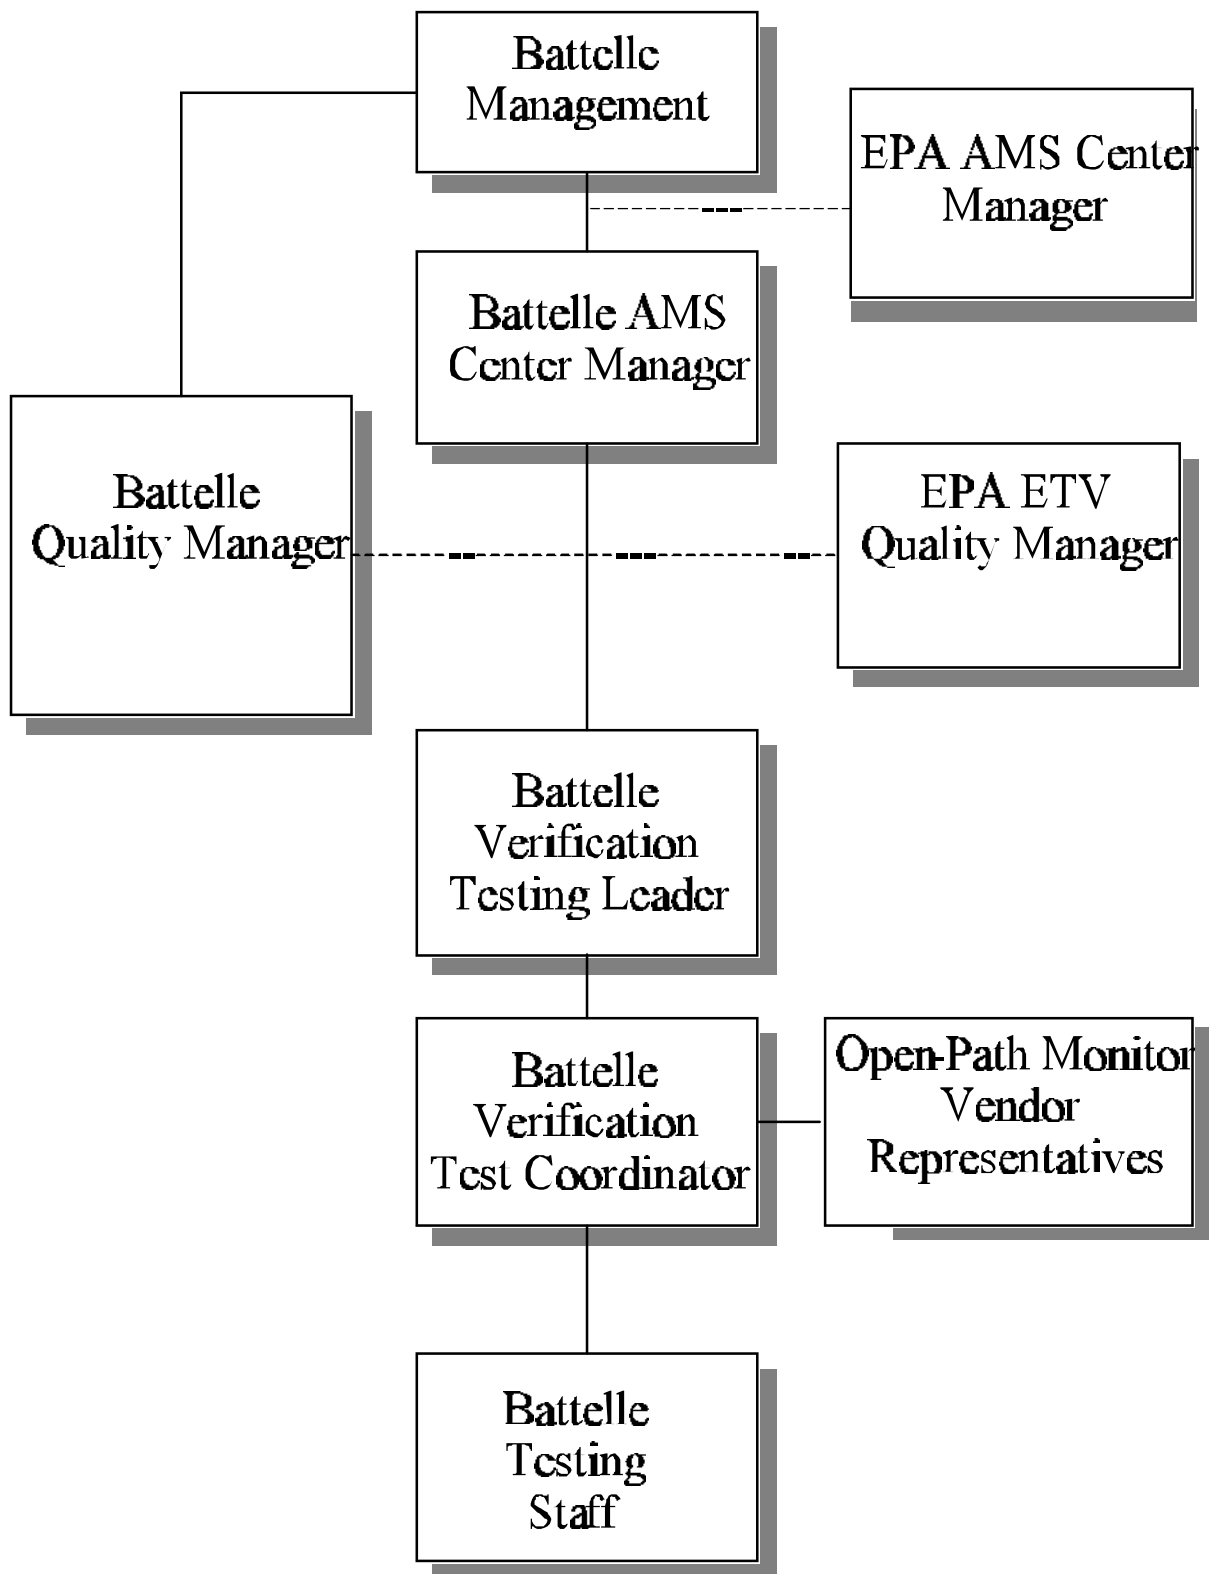 Battelle
Management
EPA AMS Center
Manager
Battelle AMS
Center Manager
Battelle
Quality Manager
EPA ETV
Quality Manager
Battelle
Verification
Testing Leader
Battelle
Verification
Test Coordinator
Open-Path Monitor
Vendor
Representatives
Battelle
Testing
Staff